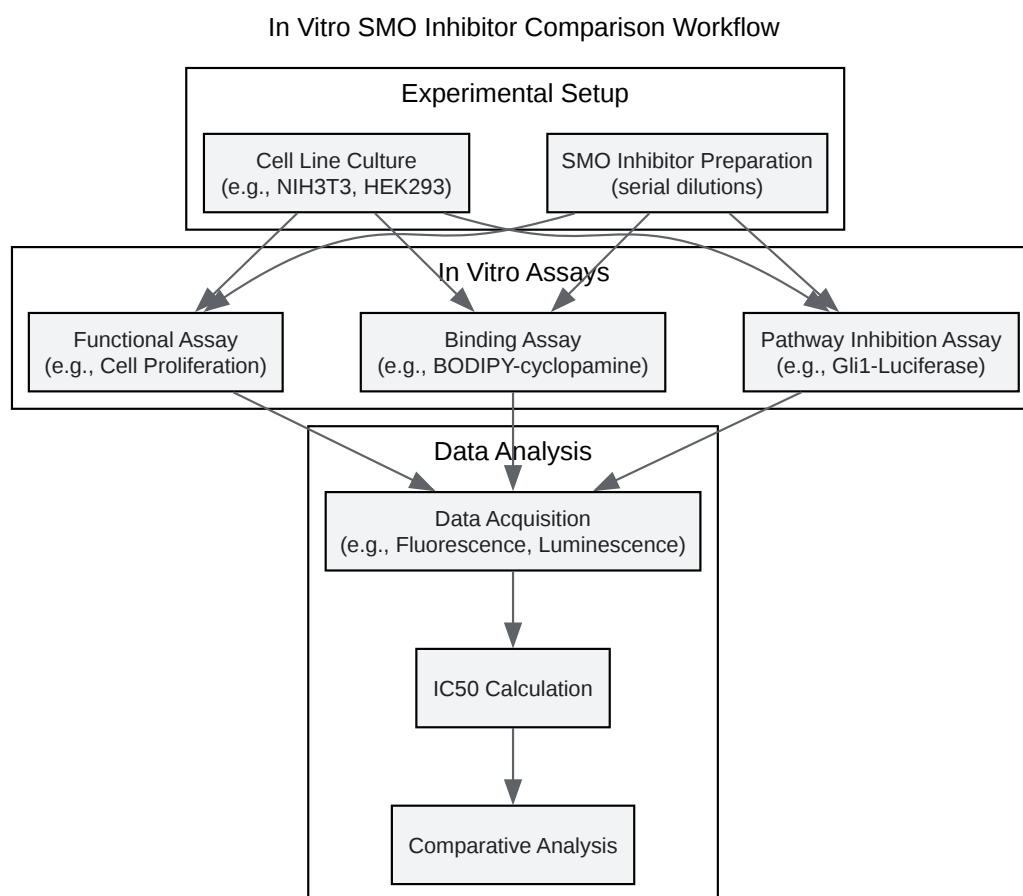 In Vitro SMO Inhibitor Comparison Workflow
Experimental Setup
Cell Line Culture
(e.g., NIH3T3, HEK293)
SMO Inhibitor Preparation
(serial dilutions)
In Vitro Assays
Functional Assay
(e.g., Cell Proliferation)
Binding Assay
(e.g., BODIPY-cyclopamine)
Pathway Inhibition Assay
(e.g., Gli1-Luciferase)
Data Analysis
Data Acquisition
(e.g., Fluorescence, Luminescence)
IC50 Calculation
Comparative Analysis